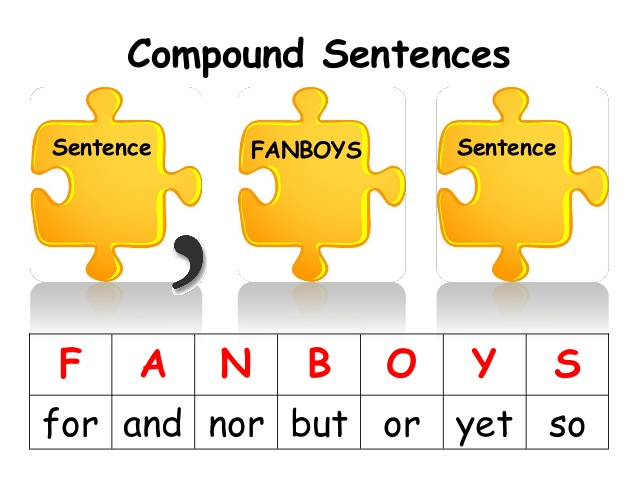 Compound Sentences
Sentence , FANBOYS Sentence
F A N B O Y S
for and nor but or yet so